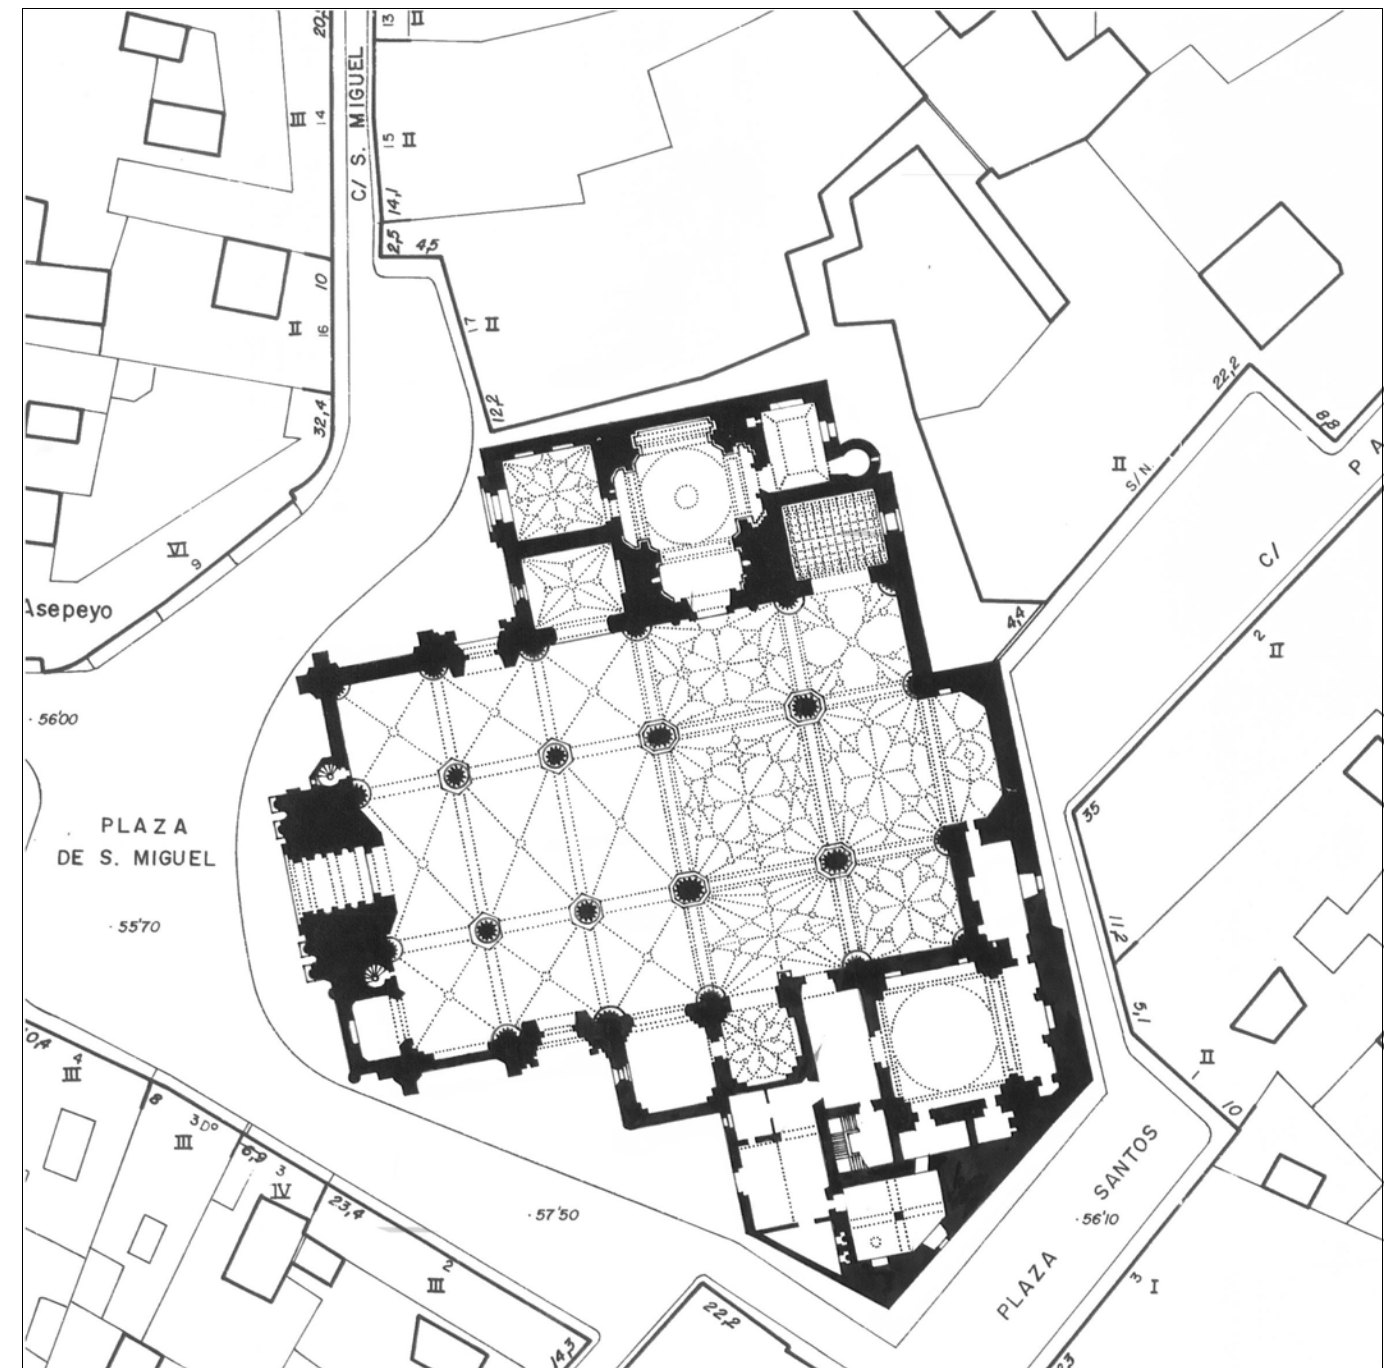 20,
13
II
C/ S. MIGUEL
III
14
15
II
14,1
2,5
4,5
10
II
16
17
II
32,4
12,2
22,2
8,8
II
S/N.
P A
C/
VI
9
Asepeyo
4,4
2
II
56'00
PLAZA
DE S. MIGUEL
55'70
35
11,2
5,1
II
10
0,4
4
III
8
3Dº
III
6,9
3
IV
23,4
2
III
57'50
PLAZA SANTOS
56'10
3
I
22,2
14,3
23